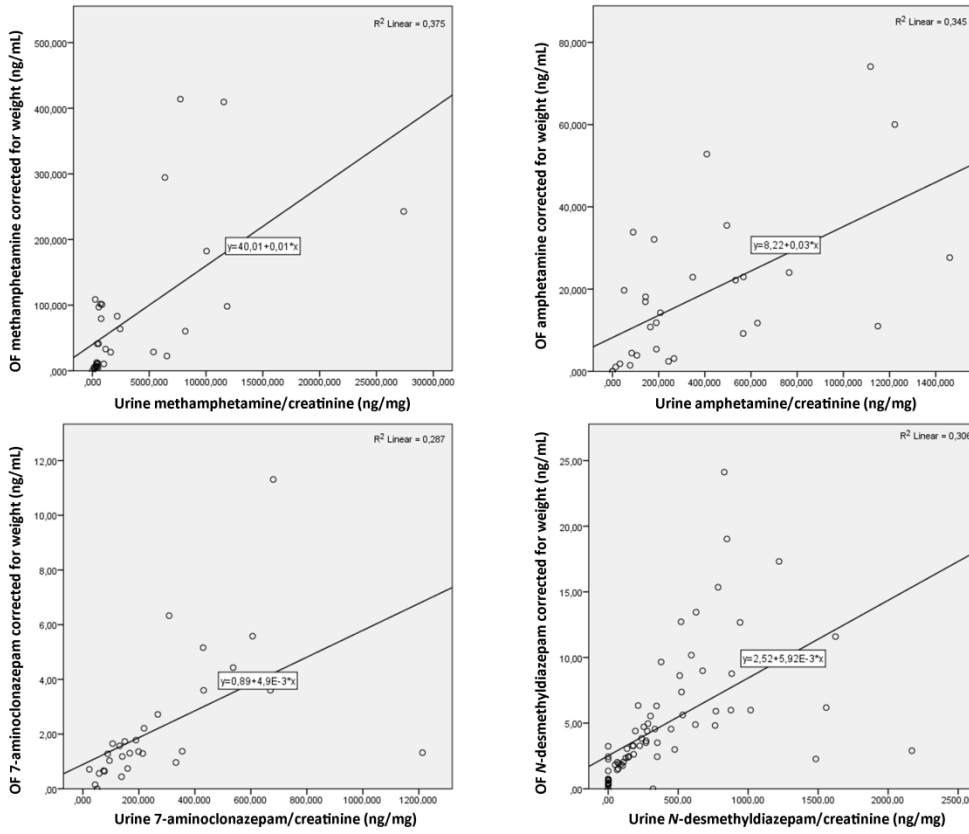 R² Linear = 0,375
OF methamphetamine corrected for weight (ng/mL)
500,000
400,000
300,000
200,000
100,000
,000
y=40,01+0,01*x
,000 5000,000 10000,000 15000,000 20000,000 25000,000 30000,000
Urine methamphetamine/creatinine (ng/mg)
R² Linear = 0,345
OF amphetamine corrected for weight (ng/mL)
80,000
60,000
40,000
20,000
,000
y=8,22+0,03*x
,000 200,000 400,000 600,000 800,000 1000,000 1200,000 1400,000
Urine amphetamine/creatinine (ng/mg)
R² Linear = 0,287
OF 7-aminoclonazepam corrected for weight (ng/mL)
12,00
10,00
8,00
6,00
4,00
2,00
,00
y=0,89+4,9E-3*x
,000 200,000 400,000 600,000 800,000 1000,000 1200,000
Urine 7-aminoclonazepam/creatinine (ng/mg)
R² Linear = 0,306
OF N-desmethyldiazepam corrected for weight (ng/mL)
25,00
20,00
15,00
10,00
5,00
,00
y=2,52+5,92E-3*x
,00 500,00 1000,00 1500,00 2000,00 2500,0
Urine N-desmethyldiazepam/creatinine (ng/mg)